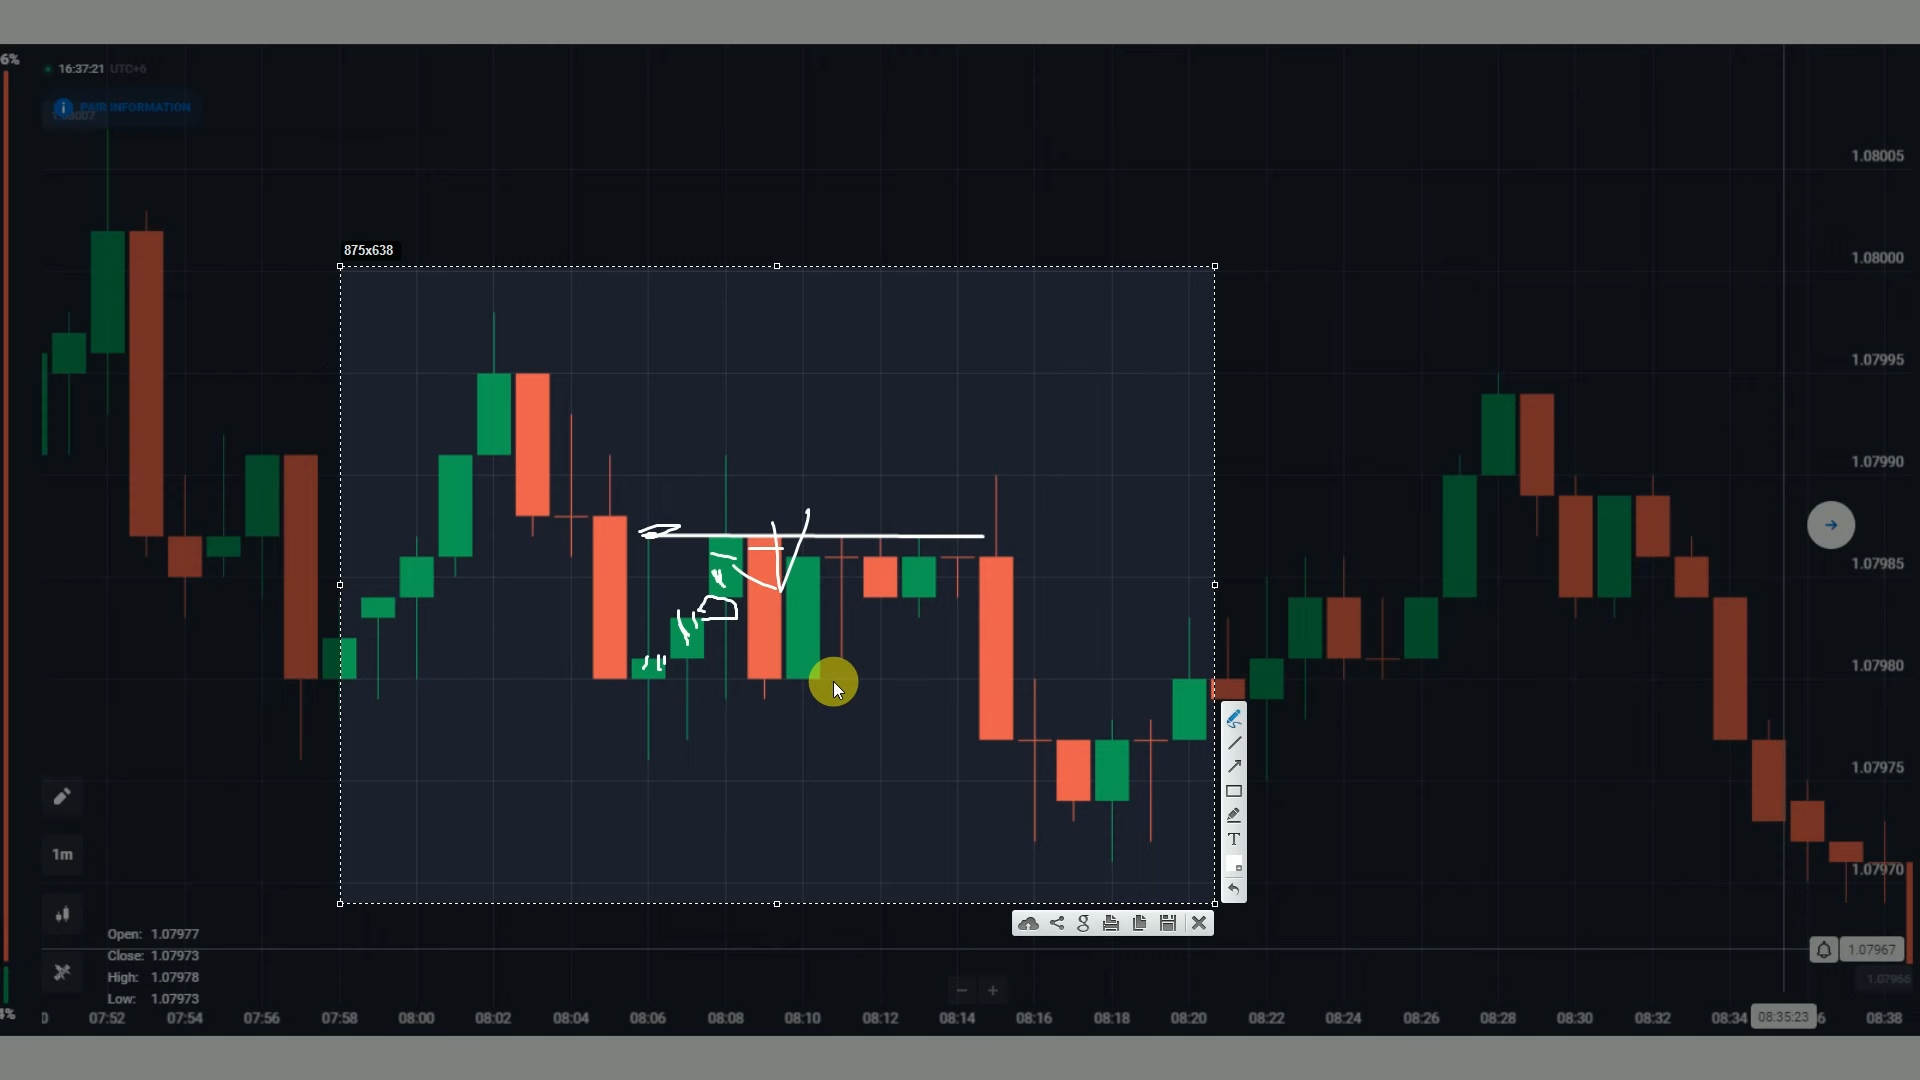 6%
16:37:21 UTC+6
PAIR INFORMATION
875x638
1.08005
1.08000
1.07995
1.07990
1.07985
1.07980
1.07975
1.07970
1.07967
1m
Open: 1.07977
Close: 1.07973
High: 1.07978
Low: 1.07973
T
g
07:52 07:54 07:56 07:58 08:00 08:02 08:04 08:06 08:08 08:10 08:12 08:14 08:16 08:18 08:20 08:22 08:24 08:26 08:28 08:30 08:32 08:34 08:35:23 6 08:38